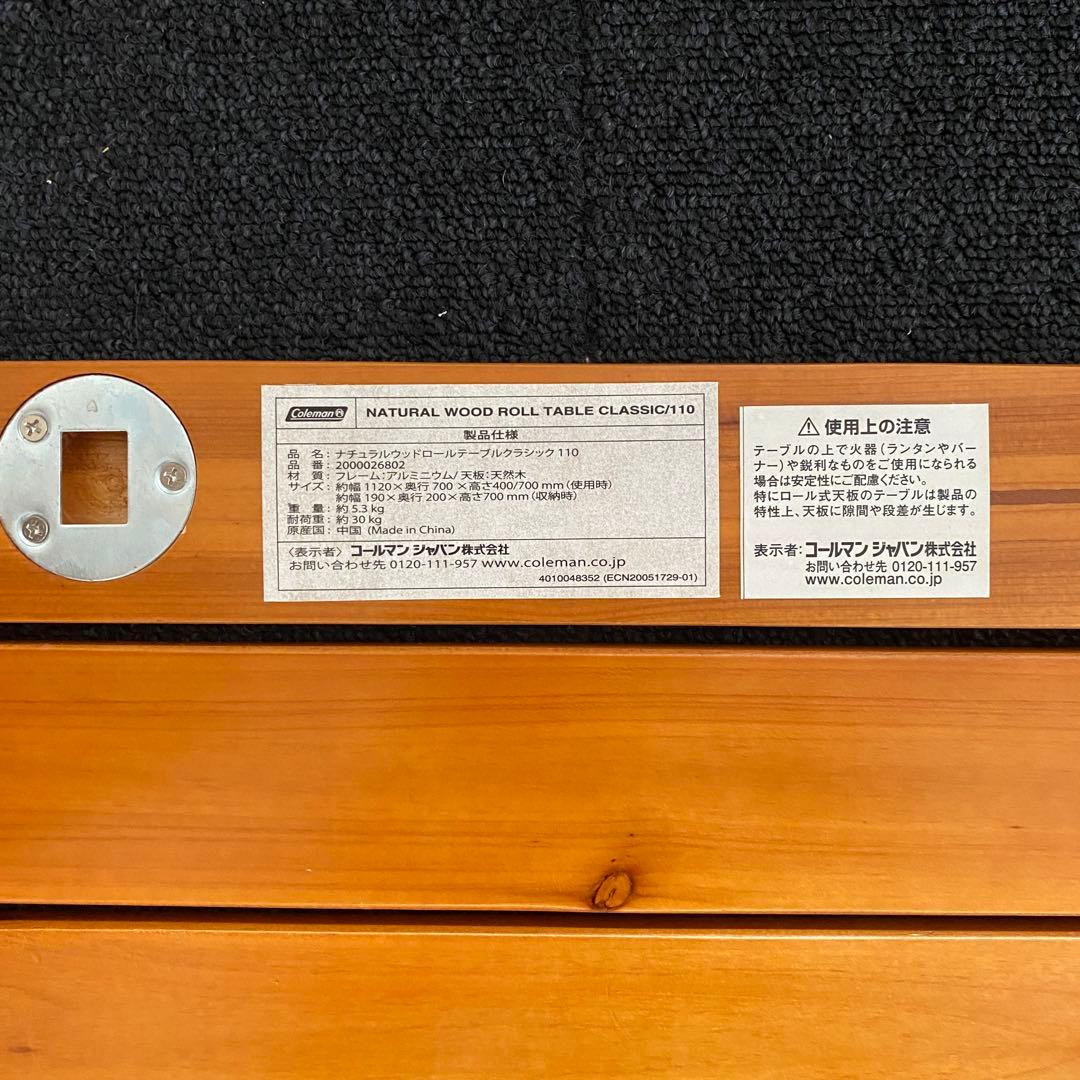 Coleman NATURAL WOOD ROLL TABLE CLASSIC/110
製品仕様
品 名：ナチュラルウッドロールテーブルクラシック 110
品 番：2000026802
材 質：フレーム：アルミニウム/ 天板：天然木
サイズ：約幅 1120×奥行 700 ×高さ400/700 mm（使用時）
約幅 190×奥行 200×高さ700 mm（収納時）
重 量：約 5.3 kg
耐荷重：約 30 kg
原産国：中国 (Made in China)
〈表示者〉 コールマン ジャパン株式会社
お問い合わせ先 0120-111-957 www.coleman.co.jp
4010048352 (ECN20051729-01)
⚠ 使用上の注意
テーブルの上で火器（ランタンやバー
ナー）や鋭利なものをご使用になられる
場合は安定性にご配慮ください。
特にロール式天板のテーブルは製品の
特性上、天板に隙間や段差が生じます。
表示者：コールマン ジャパン株式会社
お問い合わせ先 0120-111-957
www.coleman.co.jp